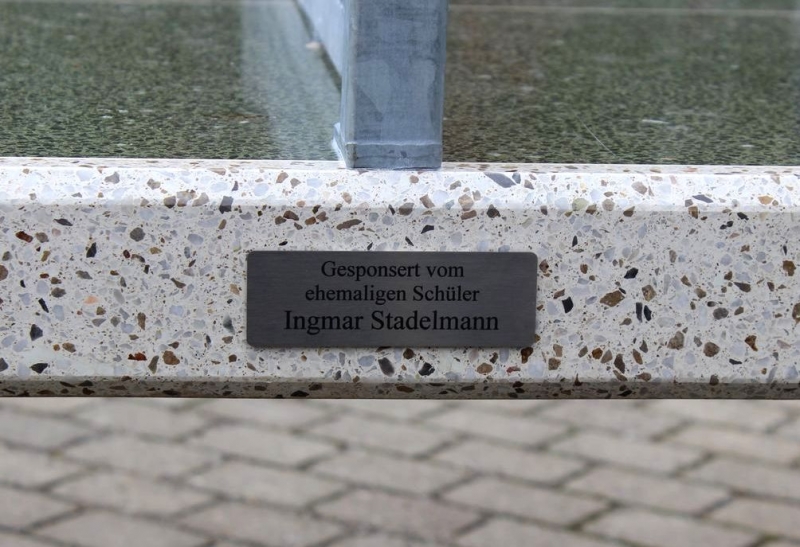 Gesponsert vom
ehemaligen Schüler
Ingmar Stadelmann